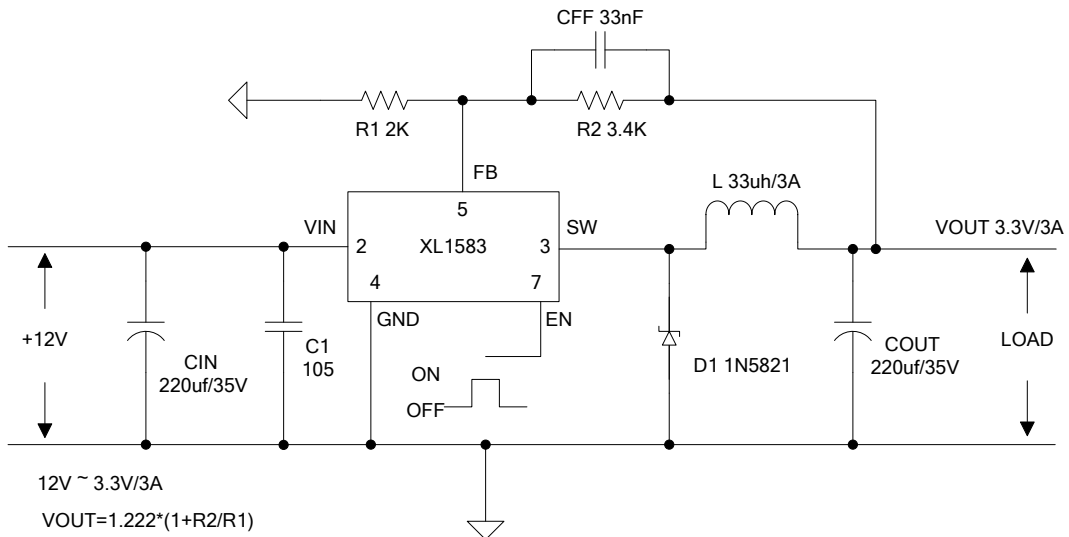 CFF 33nF
R1 2K
R2 3.4K
FB
L 33uh/3A
VIN
5
SW
VOUT 3.3V/3A
2
XL1583
3
4
7
GND
EN
+12V
CIN
220uf/35V
C1
105
ON
OFF
D1 1N5821
COUT
220uf/35V
LOAD
12V ~ 3.3V/3A
VOUT=1.222*(1+R2/R1)